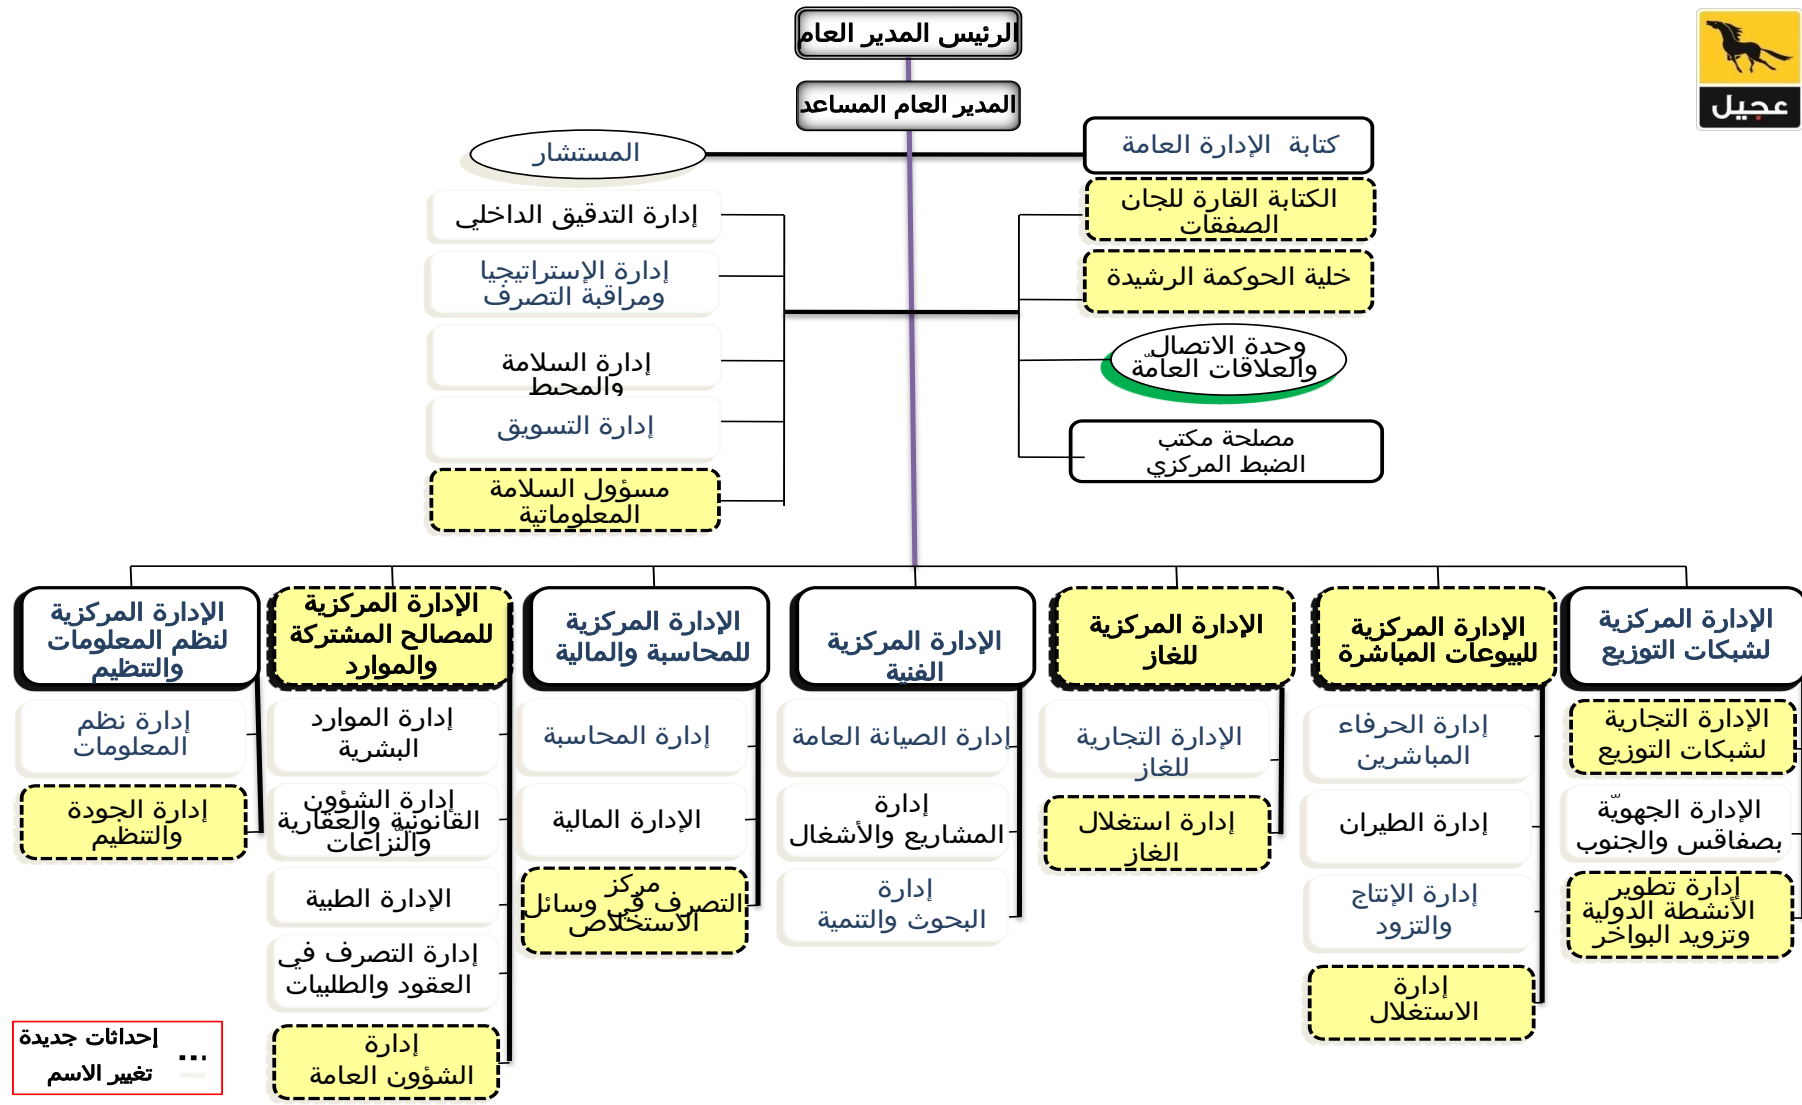 الرئيس المدير العام
عجيل
المدير العام المساعد
كتابة الإدارة العامة
المستشار
الكتابة القارة للجان
الصفقات
خلية الحوكمة الرشيدة
وحدة الاتصال
والعلاقات العامّة
مصلحة مكتب
الضبط المركزي
إدارة التدقيق الداخلي
إدارة الإستراتيجيا
ومراقبة التصرف
إدارة السلامة
والمحيط
إدارة التسويق
مسؤول السلامة
المعلوماتية
الإدارة المركزية
لشبكات التوزيع
الإدارة التجارية
لشبكات التوزيع
الإدارة الجهويّة
بصفاقس والجنوب
إدارة تطوير
الأنشطة الدولية
وتزويد البواخر
الإدارة المركزية
للبيوعات المباشرة
إدارة الحرفاء
المباشرين
إدارة الطيران
إدارة الإنتاج
والتزود
إدارة
الاستغلال
الإدارة المركزية
للغاز
الإدارة التجارية
للغاز
إدارة استغلال
الغاز
الإدارة المركزية
الفنية
إدارة الصيانة العامة
إدارة
المشاريع والأشغال
إدارة
البحوث والتنمية
الإدارة المركزية
للمحاسبة والمالية
إدارة المحاسبة
الإدارة المالية
مركز
التصرف في وسائل
الاستخلاص
الإدارة المركزية
للمصالح المشتركة
والموارد
إدارة الموارد
البشرية
إدارة الشؤون
القانونية والعقارية
والنّزاعات
الإدارة الطبية
إدارة التصرف في
العقود والطلبيات
إدارة
الشؤون العامة
الإدارة المركزية
لنظم المعلومات
والتنظيم
إدارة نظم
المعلومات
إدارة الجودة
والتنظيم
إحداثات جديدة
تغيير الاسم